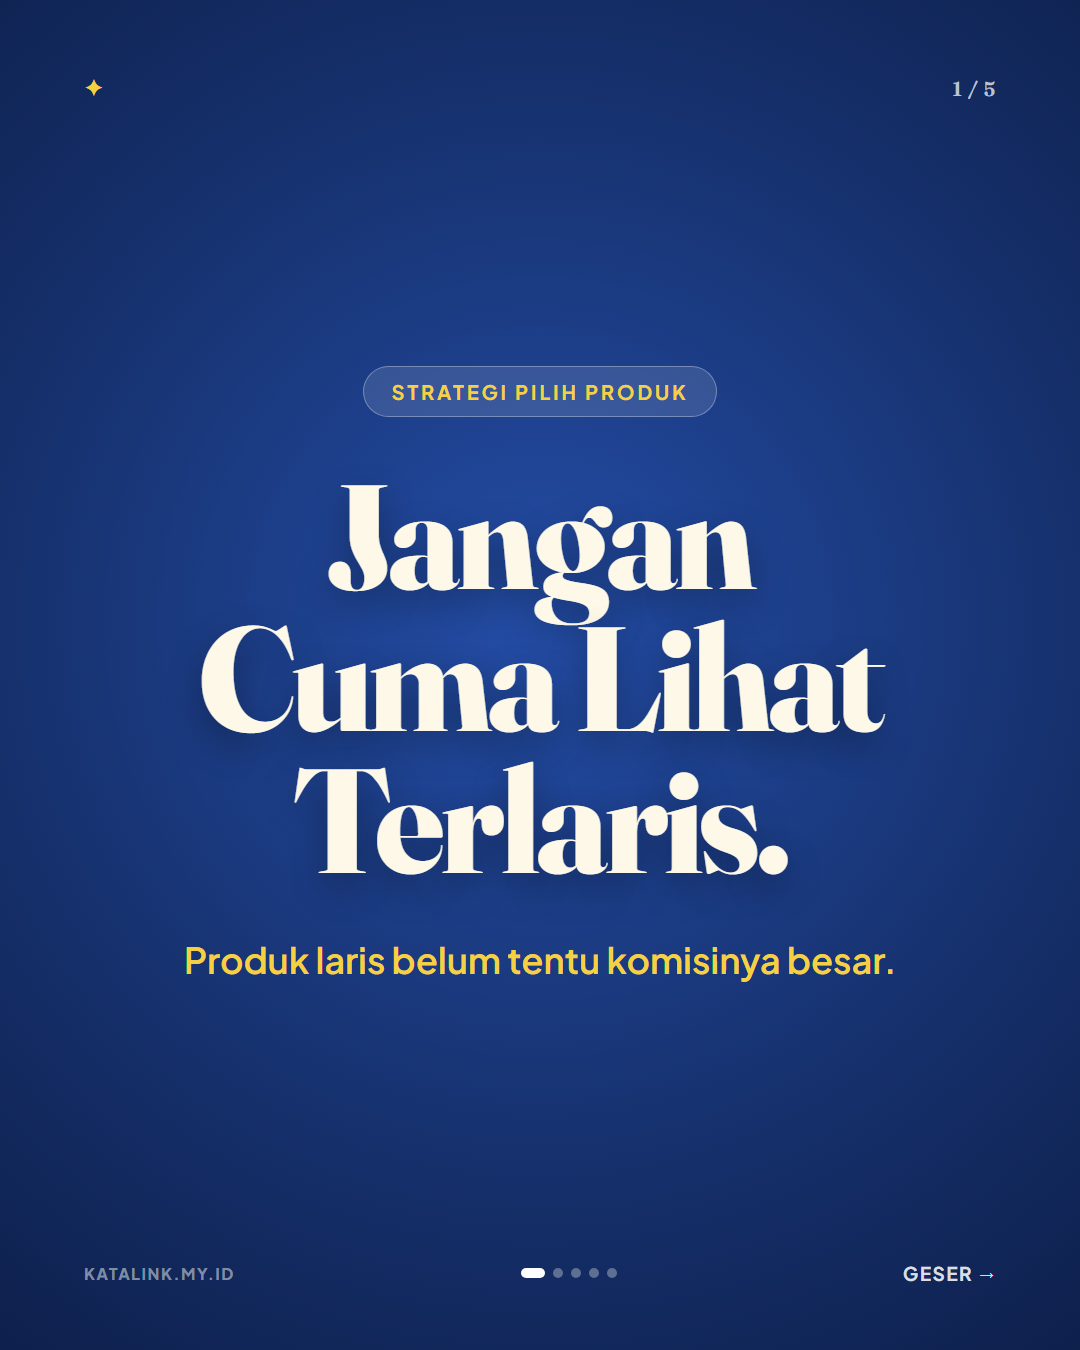 ✦
1 / 5
STRATEGI PILIH PRODUK
Jangan
Cuma Lihat
Terlaris.
Produk laris belum tentu komisinya besar.
KATALINK.MY.ID
GESER →